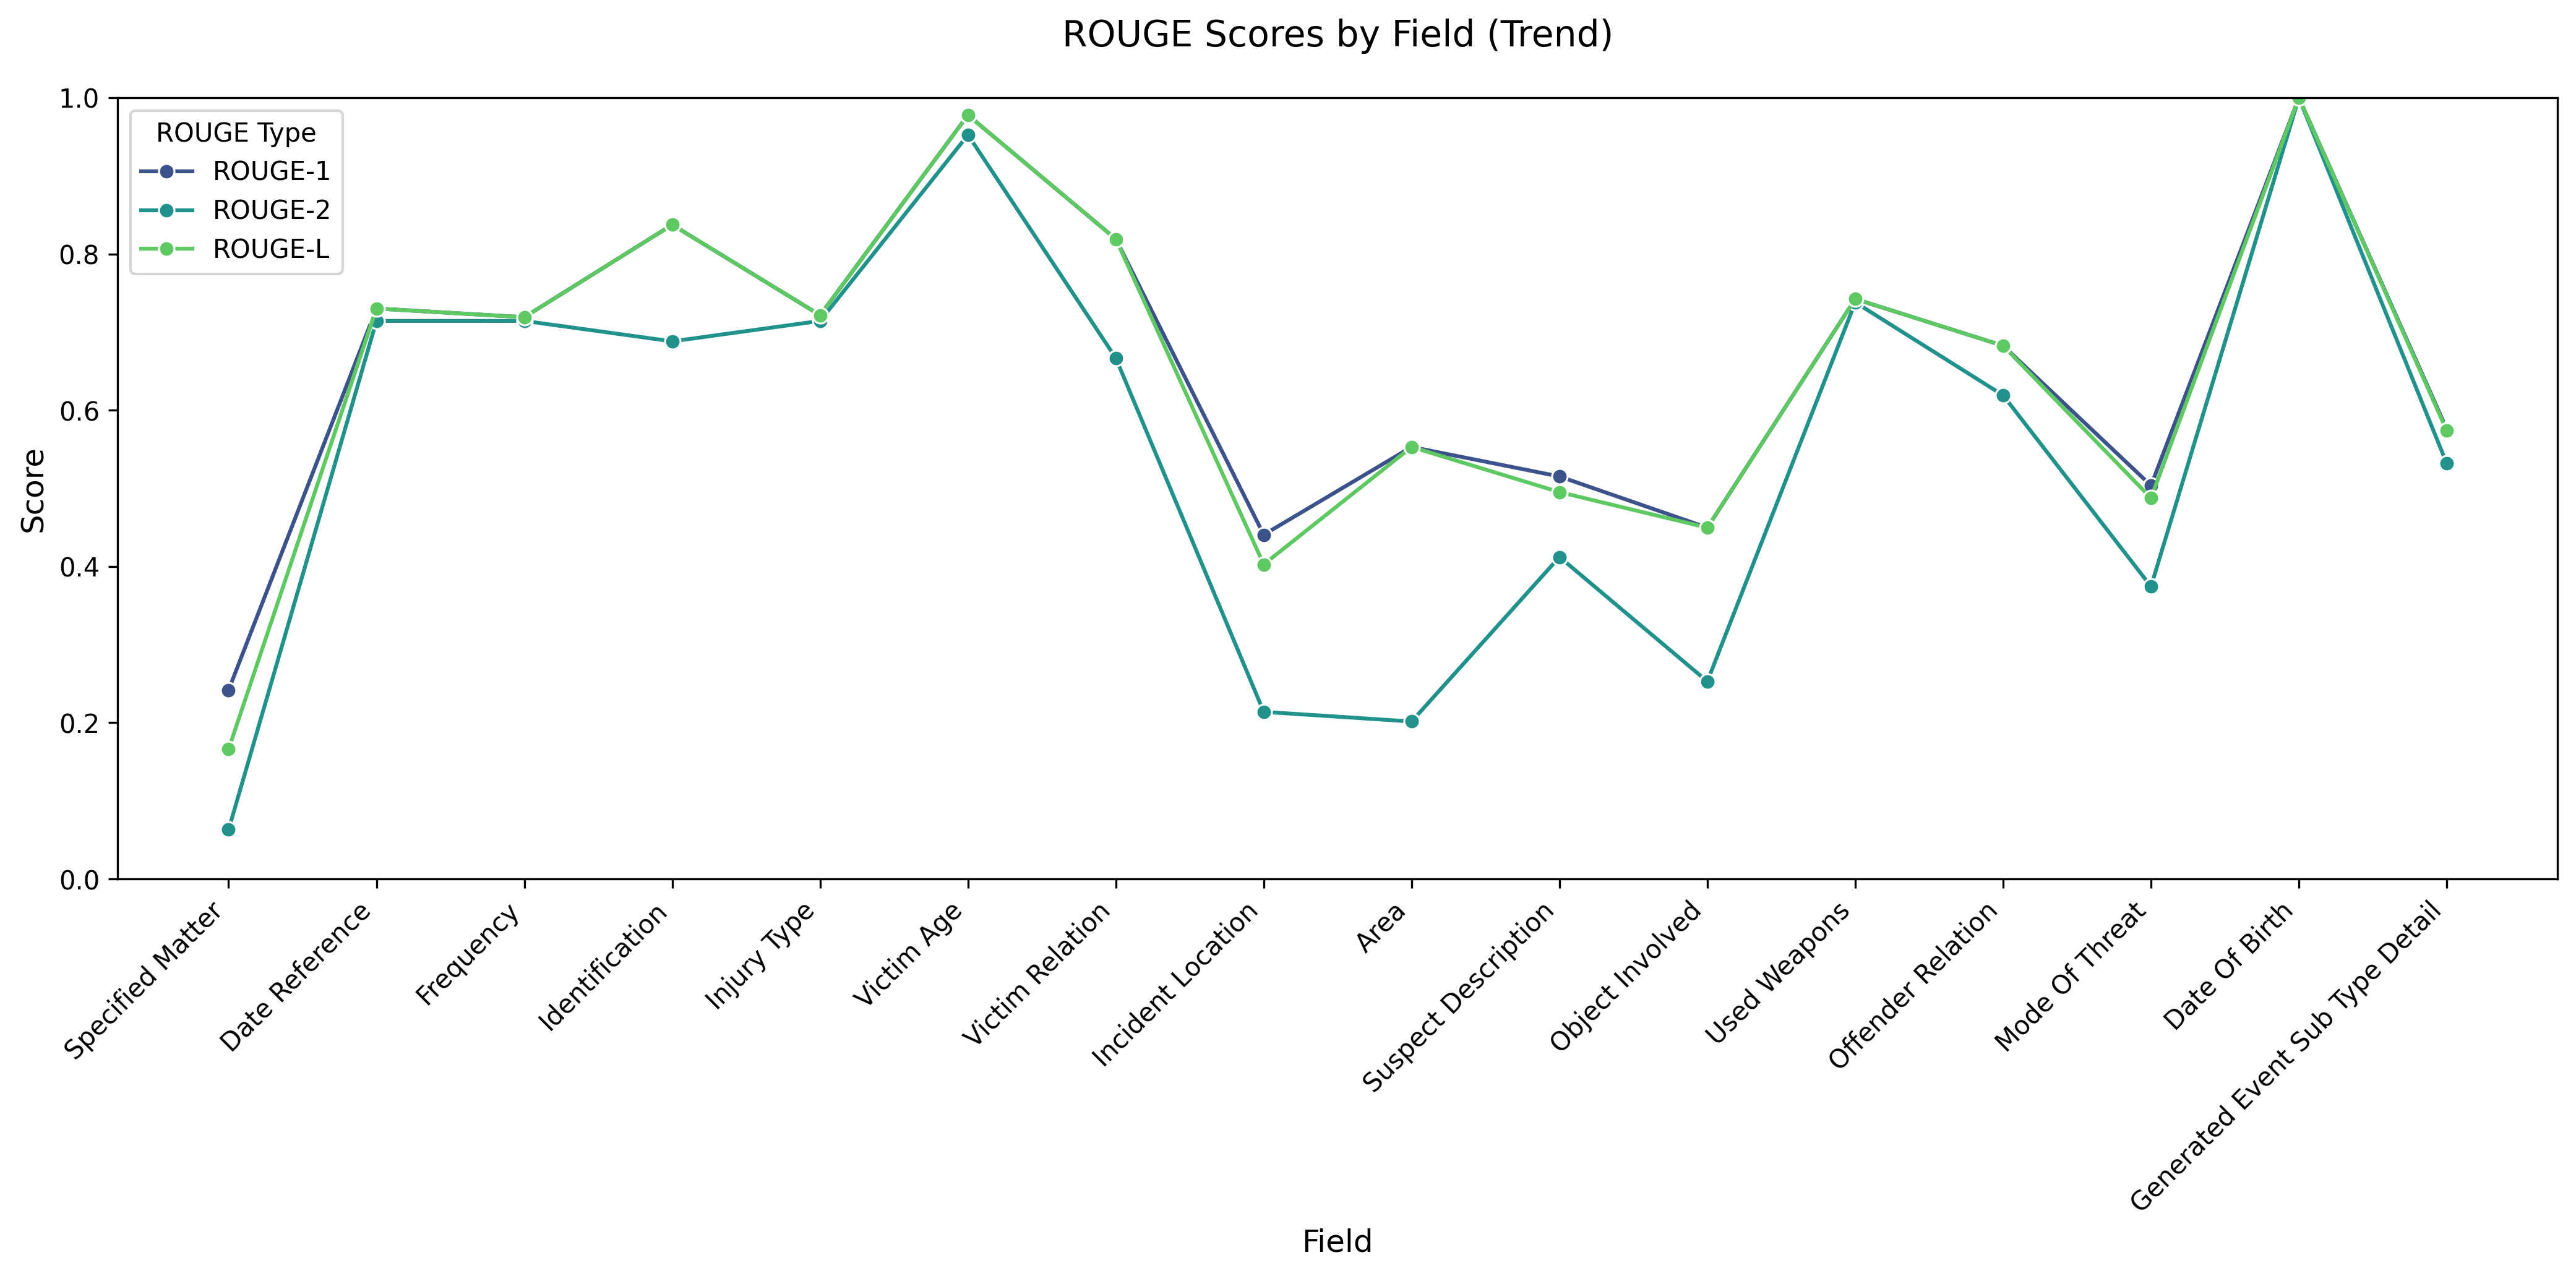 ROUGE Scores by Field (Trend)
1.0
0.8
0.6
0.4
0.2
0.0
Score
ROUGE Type
ROUGE-1
ROUGE-2
ROUGE-L
Specified Matter
Date Reference
Frequency
Identification
Injury Type
Victim Age
Victim Relation
Incident Location
Area
Suspect Description
Object Involved
Used Weapons
Offender Relation
Mode Of Threat
Date Of Birth
Generated Event Sub Type Detail
Field